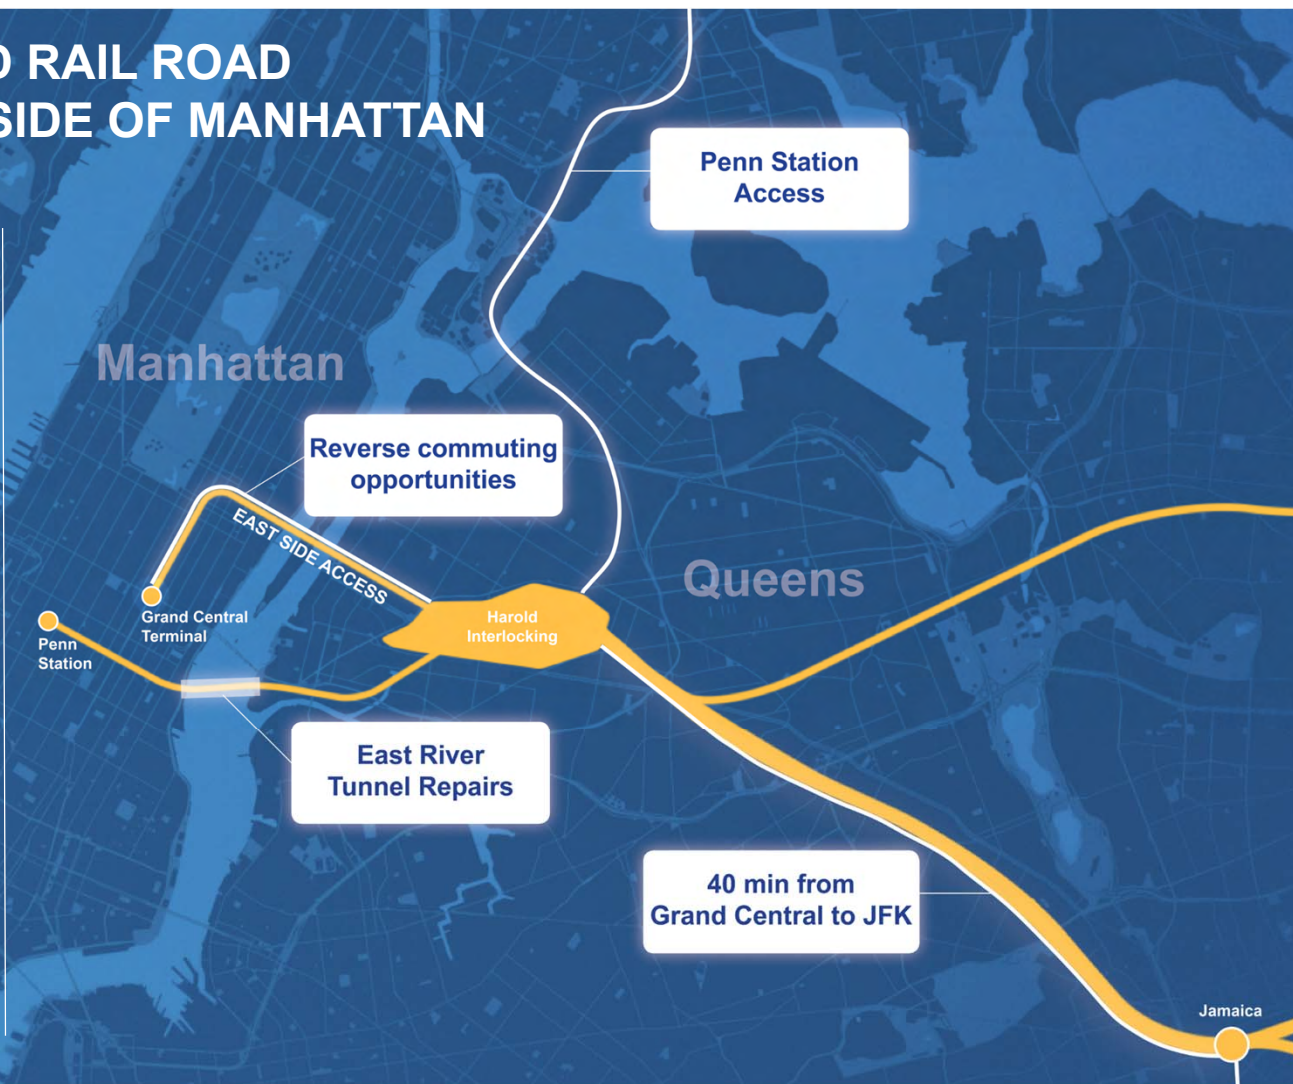 D RAIL ROAD
SIDE OF MANHATTAN
Penn Station
Access
Manhattan
Reverse commuting
opportunities
EAST SIDE ACCESS
Queens
Grand Central
Terminal
Harold
Interlocking
Penn
Station
East River
Tunnel Repairs
40 min from
Grand Central to JFK
Jamaica